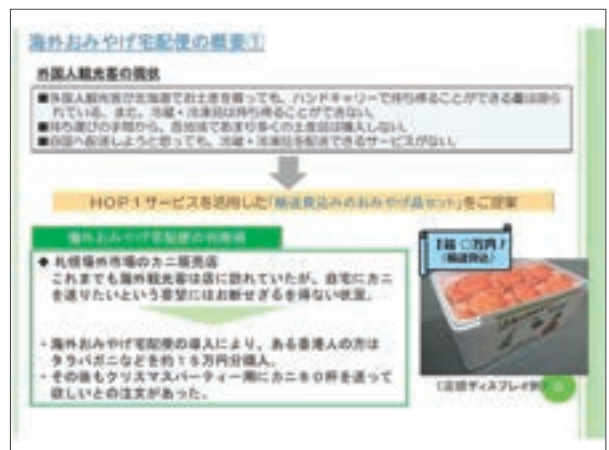 海外おみやげ宅配便の概要①
外国人観光客の現状
■外国人観光客が北海道でお土産を買っても、ハンドキャリーで持ち帰ることができる量は限ら
れている。また、冷蔵・冷凍品は持ち帰ることができない。
■持ち運びの手間から、各地域であまり多くの土産品は購入しない。
■自国へ配送しようと思っても、冷蔵・冷凍品を配送できるサービスがない。
HOP1サービスを活用した「輸送費込みのおみやげ品セット」をご提案
海外おみやげ宅配便の利用例
◆ 札幌場外市場のカニ販売店
これまでも海外観光客は店に訪れていたが、自宅にカニ
を送りたいという要望にはお断せざるを得ない状況。
・海外おみやげ宅配便の導入により、ある香港人の方は
タラバガニなどを約15万円分購入。
・その後もクリスマスパーティー用にカニ80杯を送って
欲しいとの注文があった。
1箱 ○万円!
(輸送費込)
(店頭ディスプレイ例)